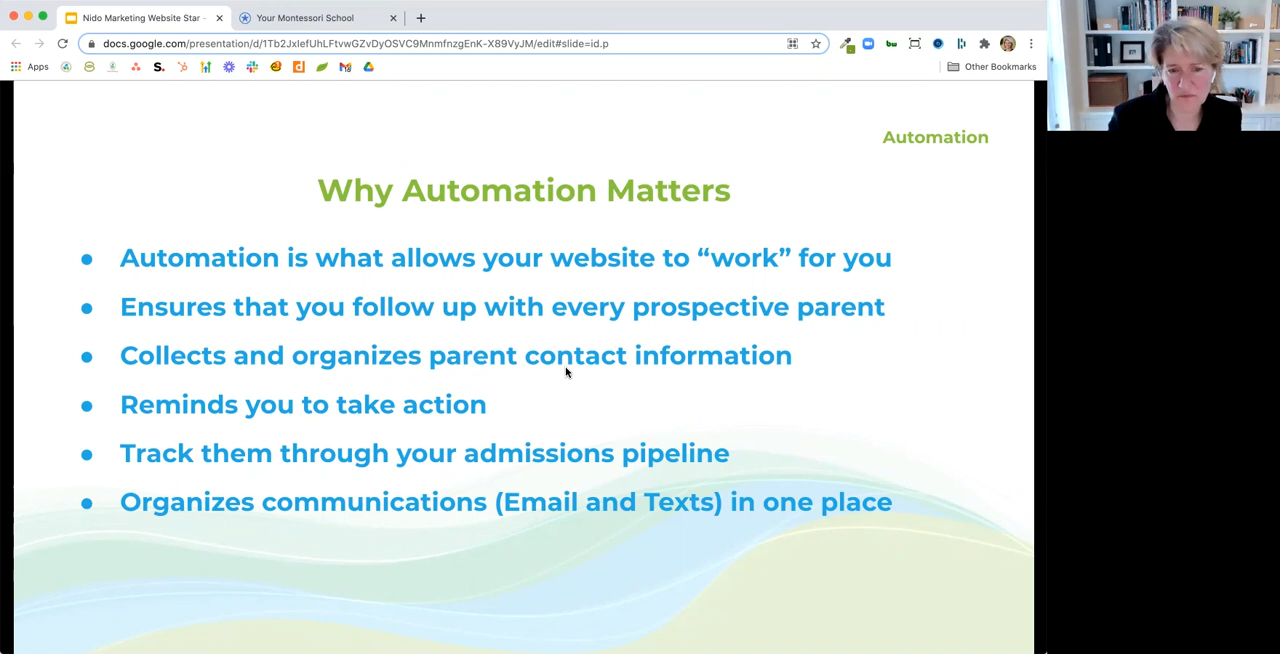 Nido Marketing Website Star -
Your Montessori School
docs.google.com/presentation/d/1Tb2JxIefUhLFtvwGZvDyOSVC9MnmfnzgEnK-X89VyJM/edit#slide=id.p
Apps
Other Bookmarks
Automation
Why Automation Matters
● Automation is what allows your website to “work” for you
● Ensures that you follow up with every prospective parent
● Collects and organizes parent contact information
● Reminds you to take action
● Track them through your admissions pipeline
● Organizes communications (Email and Texts) in one place